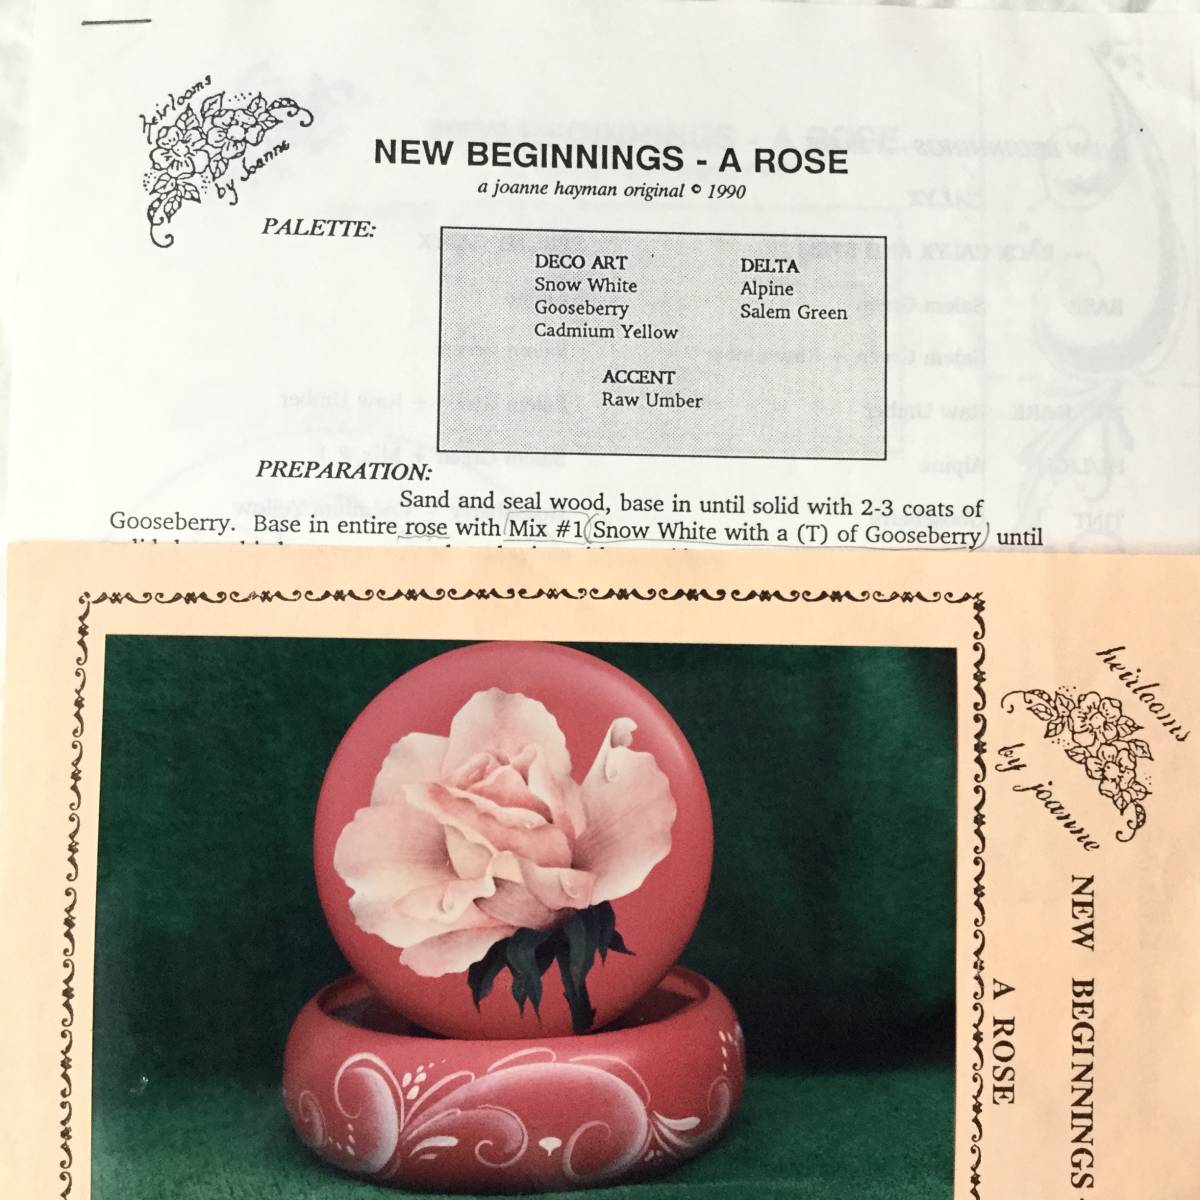 heirlooms
by Joanne
NEW BEGINNINGS - A ROSE
a joanne hayman original © 1990
PALETTE:
DECO ART
Snow White
Gooseberry
Cadmium Yellow
DELTA
Alpine
Salem Green
ACCENT
Raw Umber
PREPARATION:
Sand and seal wood, base in until solid with 2-3 coats of
Gooseberry. Base in entire rose with Mix #1 (Snow White with a (T) of Gooseberry) until
heirlooms
by joanne
NEW BEGINNINGS
A ROSE